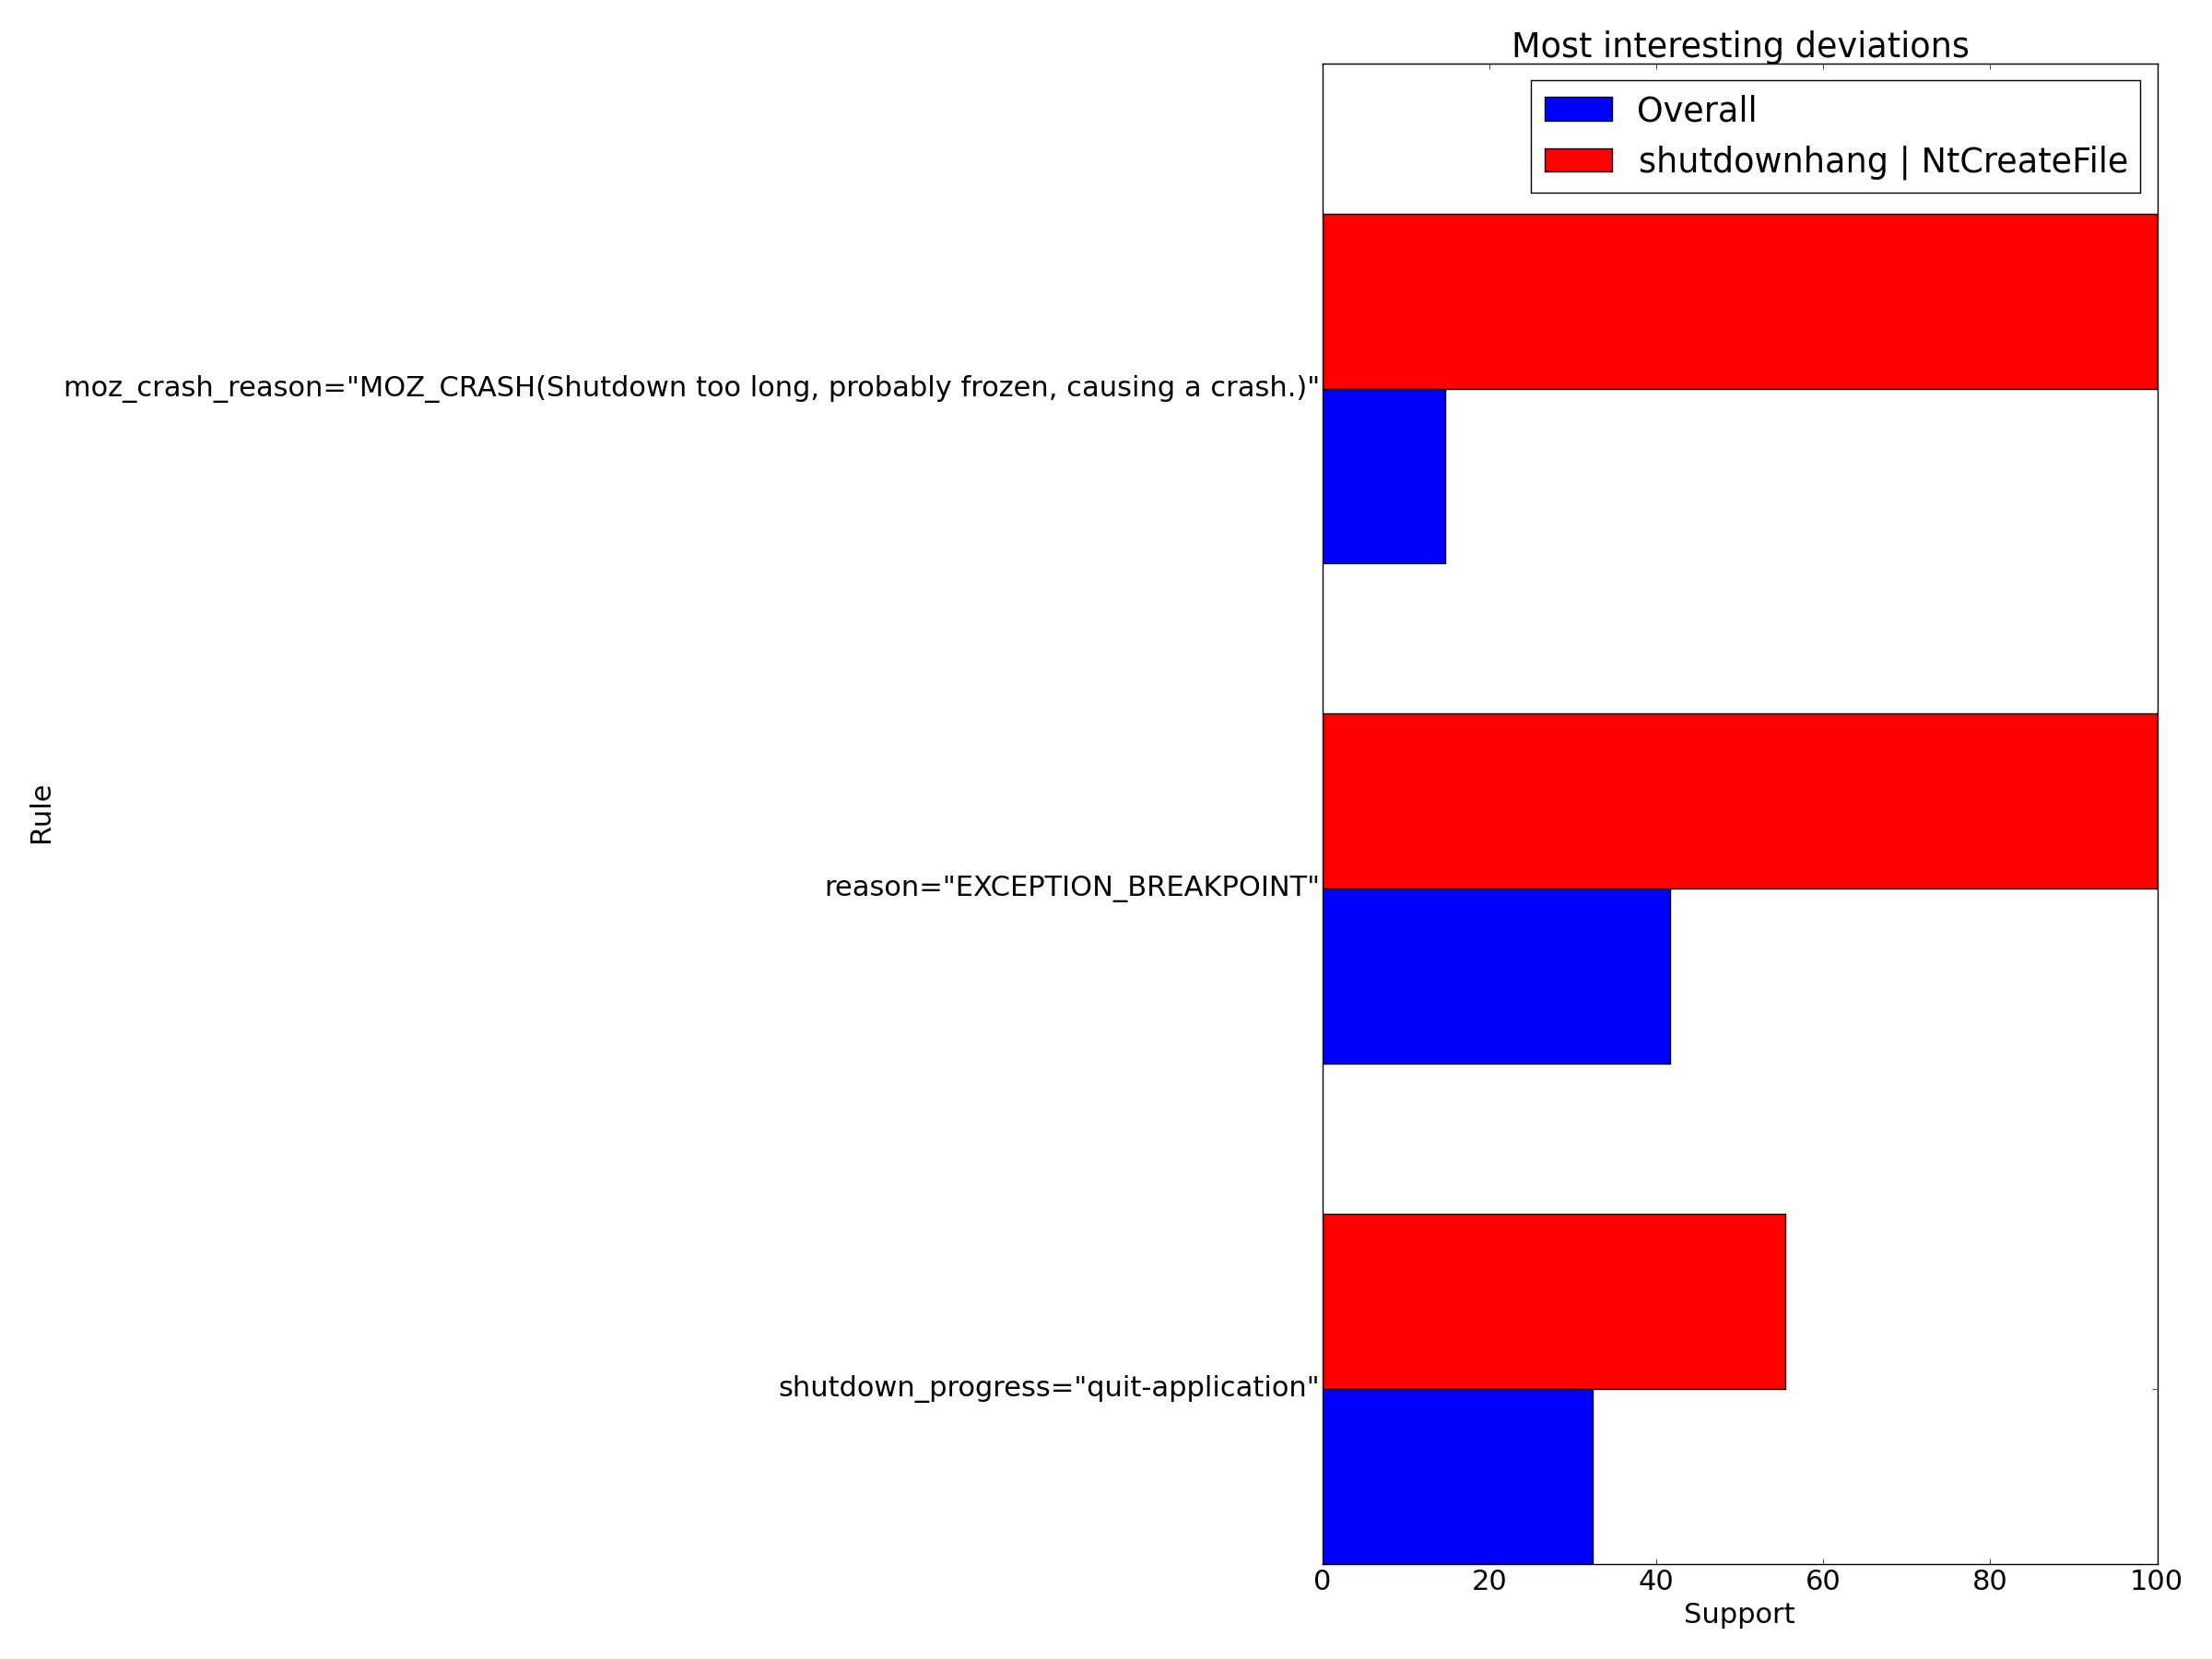 Most interesting deviations
Overall
shutdownhang | NtCreateFile
moz_crash_reason="MOZ_CRASH(Shutdown too long, probably frozen, causing a crash.)"
Rule
reason="EXCEPTION_BREAKPOINT"
shutdown_progress="quit-application"
0 20 40 60 80 100
Support